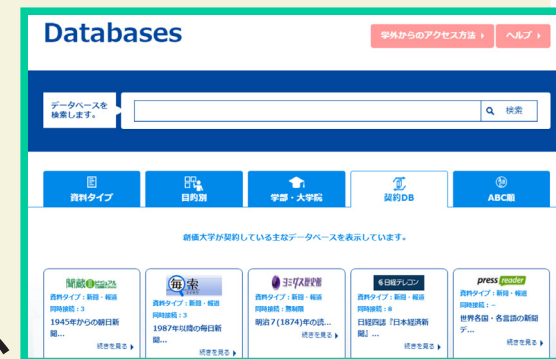 Databases
学外からのアクセス方法
ヘルプ
データベースを
検索します。
検索
資料タイプ
目的別
学部・大学院
契約DB
ABC順
創価大学が契約している主なデータベースを表示しています。
聞蔵
資料タイプ：新聞・報道
同時接続：3
1945年からの朝日新
聞...
続きを見る
毎索
資料タイプ：新聞・報道
同時接続：3
1987年以降の毎日新
聞...
続きを見る
ヨミダス歴史館
資料タイプ：新聞・報道
同時接続：無制限
明治7(1874)年の読...
続きを見る
日経テレコン
資料タイプ：新聞・報道
同時接続：8
日経四誌『日本経済新
聞』...
続きを見る
pressreader
資料タイプ：新聞・報道
同時接続：-
世界各国・各言語の新聞
デ...
続きを見る